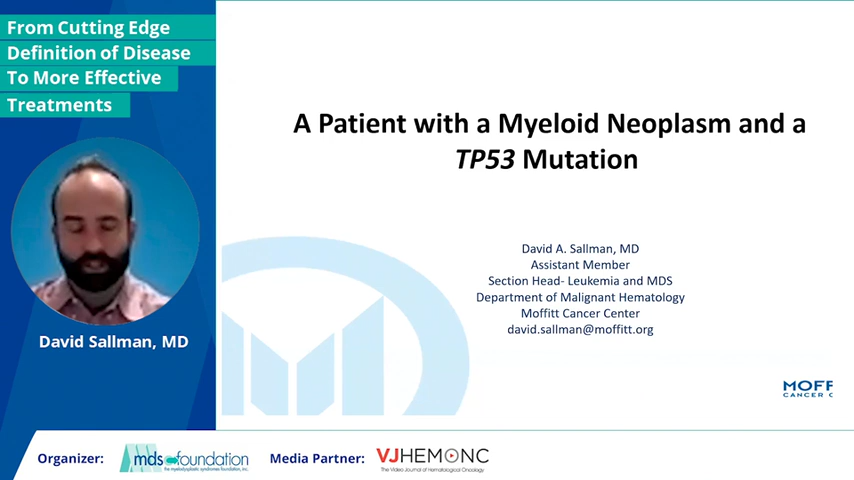 From Cutting Edge
Definition of Disease
To More Effective
Treatments
David Sallman, MD
A Patient with a Myeloid Neoplasm and a
TP53 Mutation
David A. Sallman, MD
Assistant Member
Section Head- Leukemia and MDS
Department of Malignant Hematology
Moffitt Cancer Center
david.sallman@moffitt.org
MOFF
CANCER C
Organizer:
mds foundation
the myelodysplastic syndromes foundation, inc.
Media Partner:
VJHEMONC
The Video Journal of Hematological Oncology